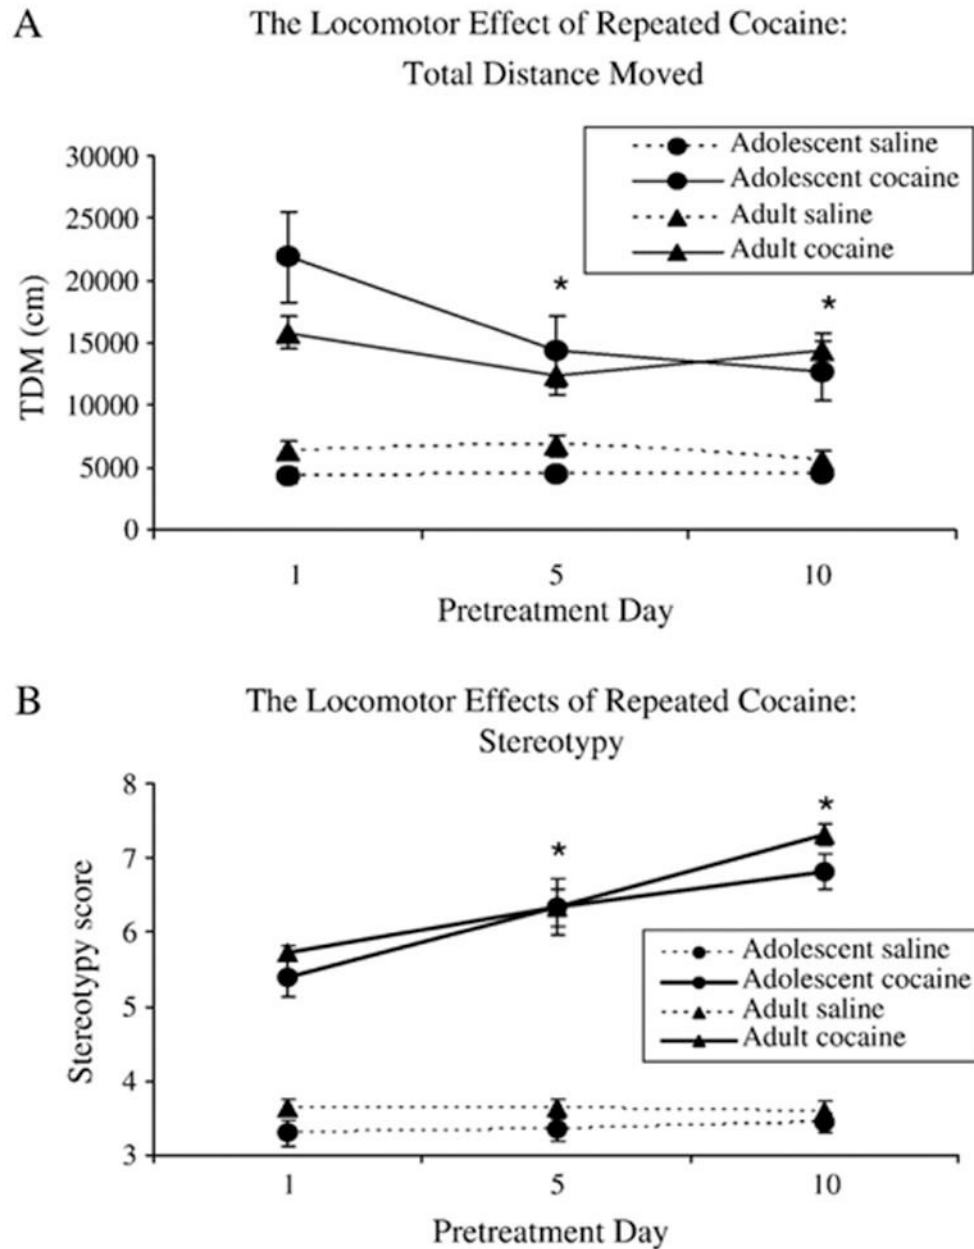 A
The Locomotor Effect of Repeated Cocaine:
Total Distance Moved
Adolescent saline
Adolescent cocaine
Adult saline
Adult cocaine
30000
25000
20000
15000
10000
5000
0
TDM (cm)
*
*
1 5 10
Pretreatment Day
B
The Locomotor Effects of Repeated Cocaine:
Stereotypy
8
7
6
5
4
3
Stereotypy score
*
*
Adolescent saline
Adolescent cocaine
Adult saline
Adult cocaine
1 5 10
Pretreatment Day